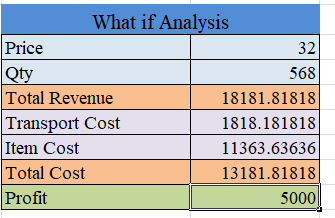 What if Analysis
Price 32
Qty 568
Total Revenue 18181.81818
Transport Cost 1818.181818
Item Cost 11363.63636
Total Cost 13181.81818
Profit 5000